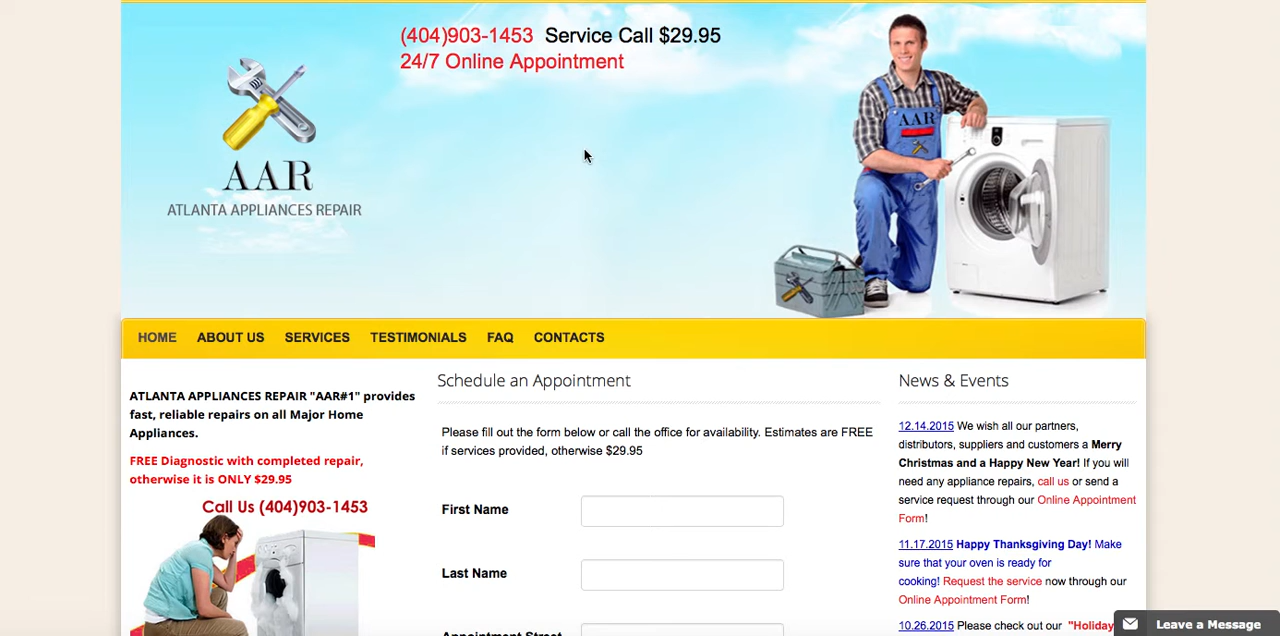 (404)903-1453 Service Call $29.95
24/7 Online Appointment
AAR
ATLANTA APPLIANCES REPAIR
AAR
HOME ABOUT US SERVICES TESTIMONIALS FAQ CONTACTS
ATLANTA APPLIANCES REPAIR "AAR#1" provides
fast, reliable repairs on all Major Home
Appliances.
FREE Diagnostic with completed repair,
otherwise it is ONLY $29.95
Call Us (404)903-1453
Schedule an Appointment
Please fill out the form below or call the office for availability. Estimates are FREE
if services provided, otherwise $29.95
First Name
Last Name
Appointment Street
News & Events
12.14.2015 We wish all our partners,
distributors, suppliers and customers a Merry
Christmas and a Happy New Year! If you will
need any appliance repairs, call us or send a
service request through our Online Appointment
Form!
11.17.2015 Happy Thanksgiving Day! Make
sure that your oven is ready for
cooking! Request the service now through our
Online Appointment Form!
10.26.2015 Please check out our "Holiday
Leave a Message